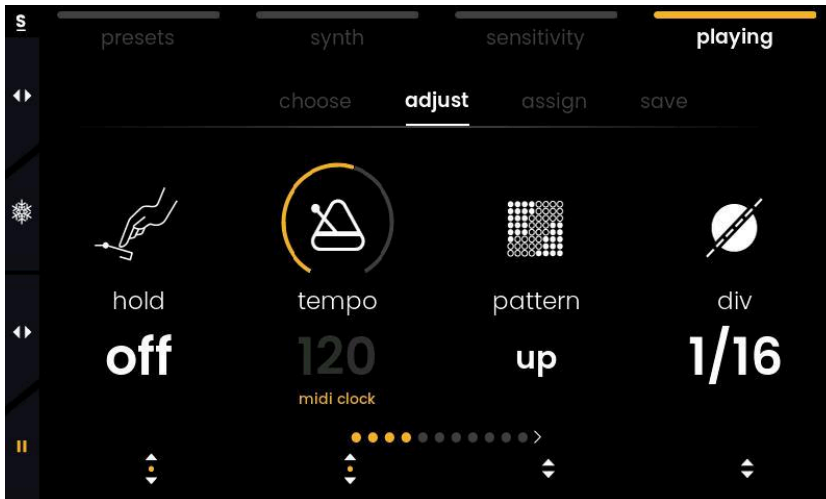 S
presets synth sensitivity playing
choose adjust assign save
hold tempo pattern div
off 120 up 1/16
midi clock